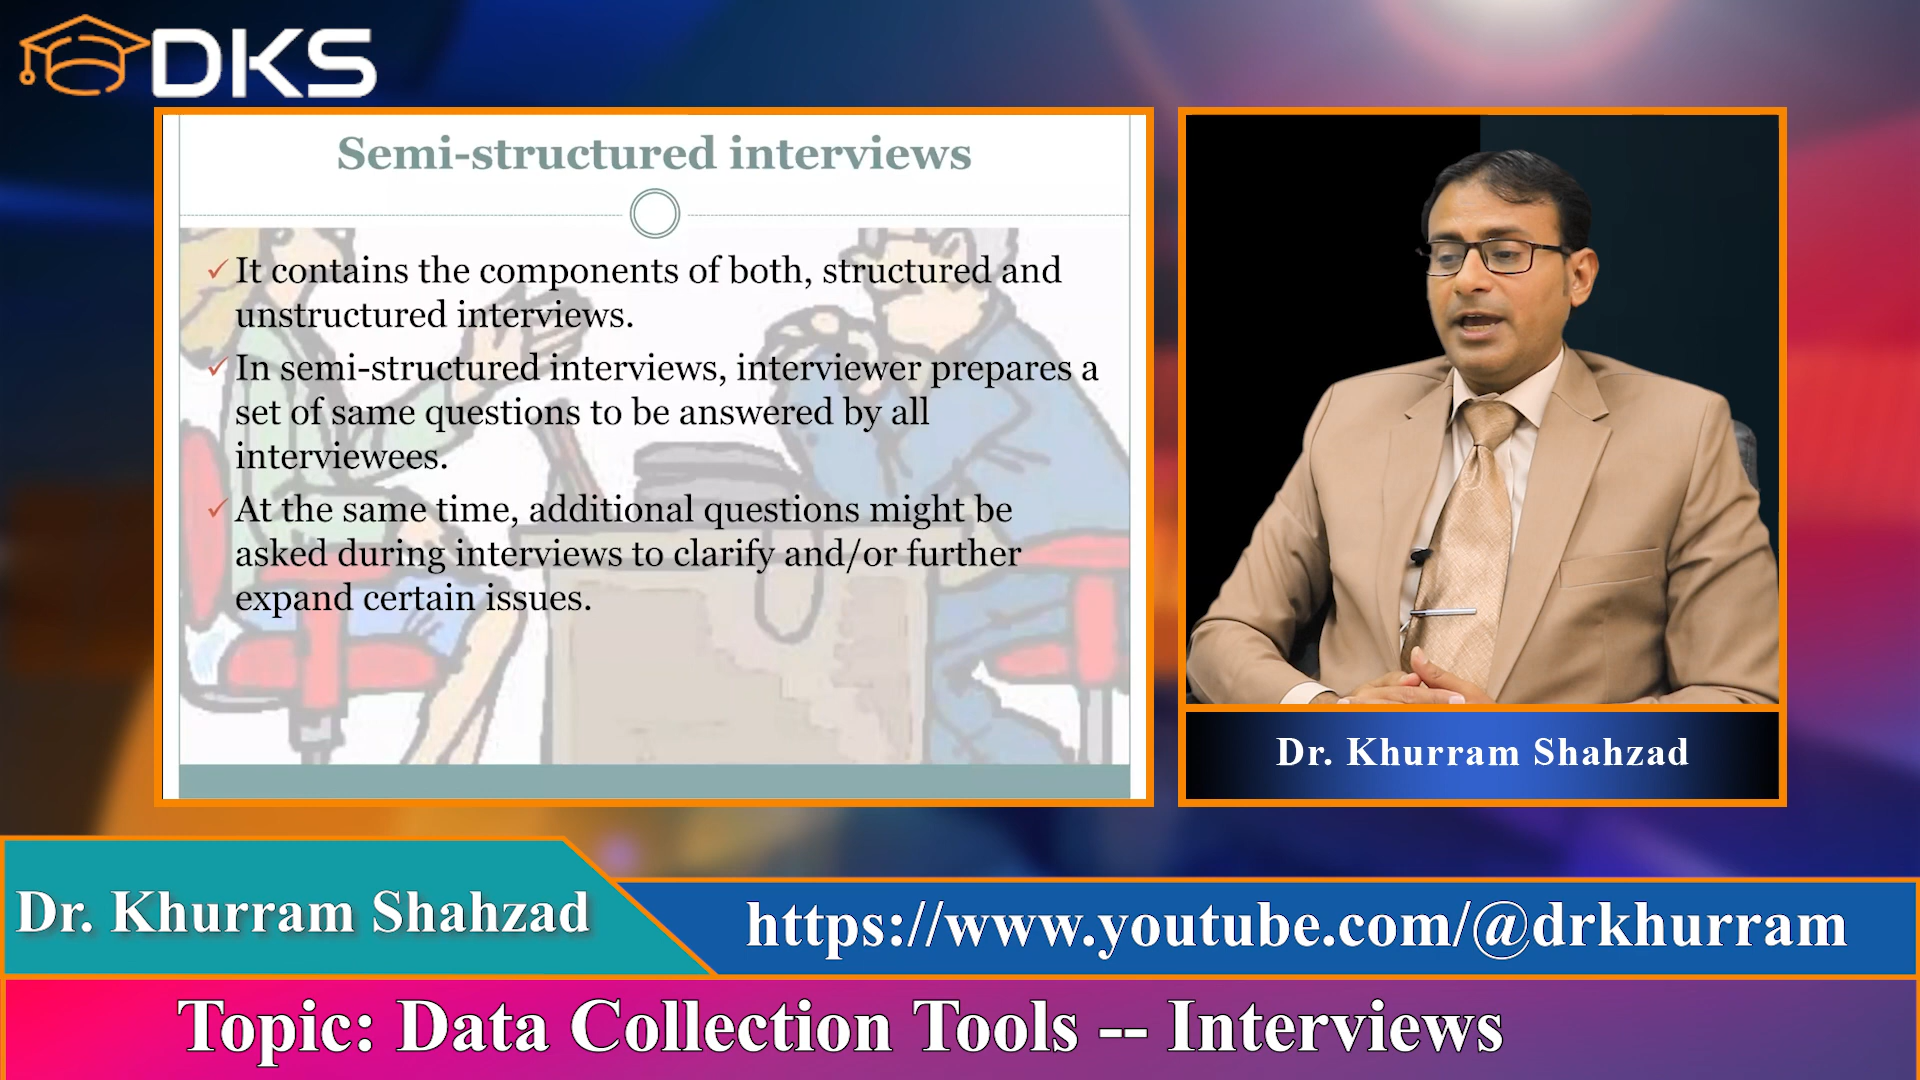 DKS
Semi-structured interviews
It contains the components of both, structured and
unstructured interviews.
In semi-structured interviews, interviewer prepares a
set of same questions to be answered by all
interviewees.
At the same time, additional questions might be
asked during interviews to clarify and/or further
expand certain issues.
Dr. Khurram Shahzad
Dr. Khurram Shahzad
https://www.youtube.com/@drkhurram
Topic: Data Collection Tools -- Interviews